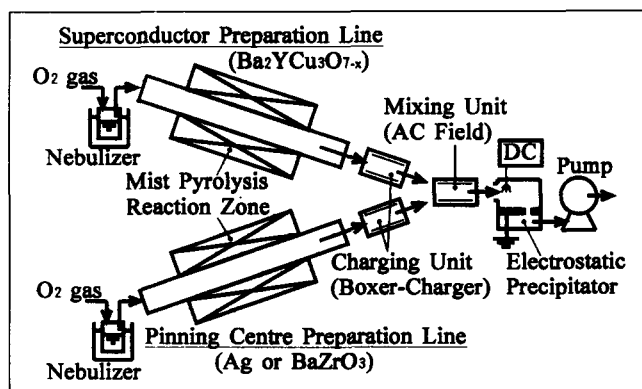 Superconductor Preparation Line
(Ba2YCu3O7-x)
O2 gas
Nebulizer
Mist Pyrolysis
Reaction Zone
Mixing Unit
(AC Field)
DC
Pump
Charging Unit
(Boxer-Charger)
Electrostatic
Precipitator
O2 gas
Nebulizer
Pinning Centre Preparation Line
(Ag or BaZrO3)